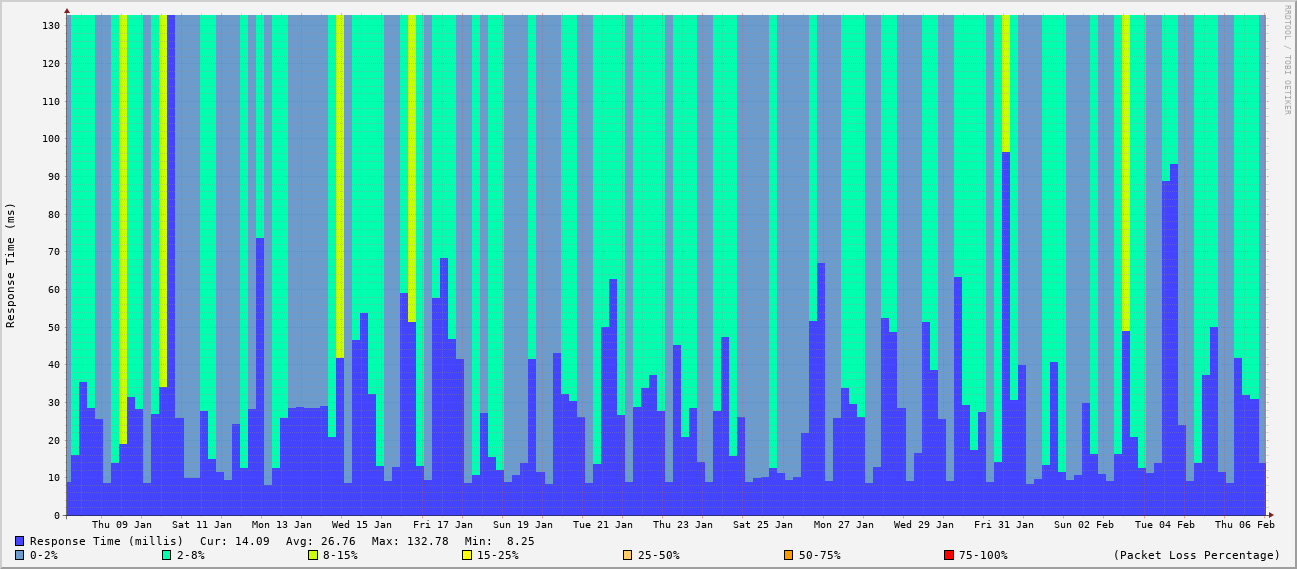 RRDTOOL / TOBI OETIKER
Response Time (ms)
130
120
110
100
90
80
70
60
50
40
30
20
10
0
Thu 09 Jan Sat 11 Jan Mon 13 Jan Wed 15 Jan Fri 17 Jan Sun 19 Jan Tue 21 Jan Thu 23 Jan Sat 25 Jan Mon 27 Jan Wed 29 Jan Fri 31 Jan Sun 02 Feb Tue 04 Feb Thu 06 Feb
Response Time (millis) Cur: 14.09 Avg: 26.76 Max: 132.78 Min: 8.25
0-2% 2-8% 8-15% 15-25% 25-50% 50-75% 75-100% (Packet Loss Percentage)